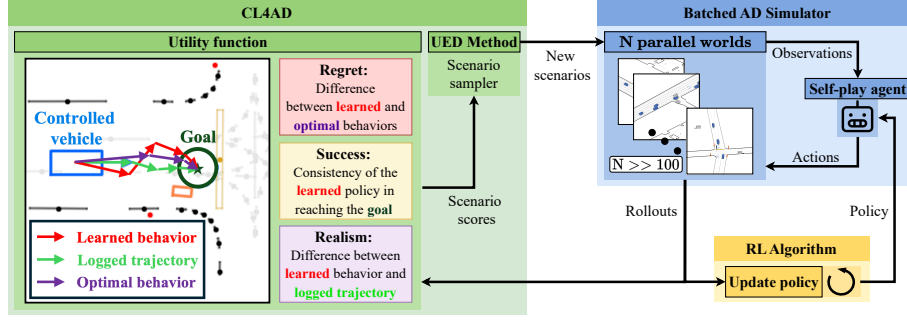 CL4AD
Utility function
Controlled
vehicle
Goal
Learned behavior
Logged trajectory
Optimal behavior
Regret:
Difference
between learned and
optimal behaviors
Success:
Consistency of the
learned policy in
reaching the goal
Realism:
Difference between
learned behavior and
logged trajectory
UED Method
Scenario
sampler
Scenario
scores
New
scenarios
Batched AD Simulator
N parallel worlds
N >> 100
Observations
Self-play agent
Actions
Rollouts
Policy
RL Algorithm
Update policy